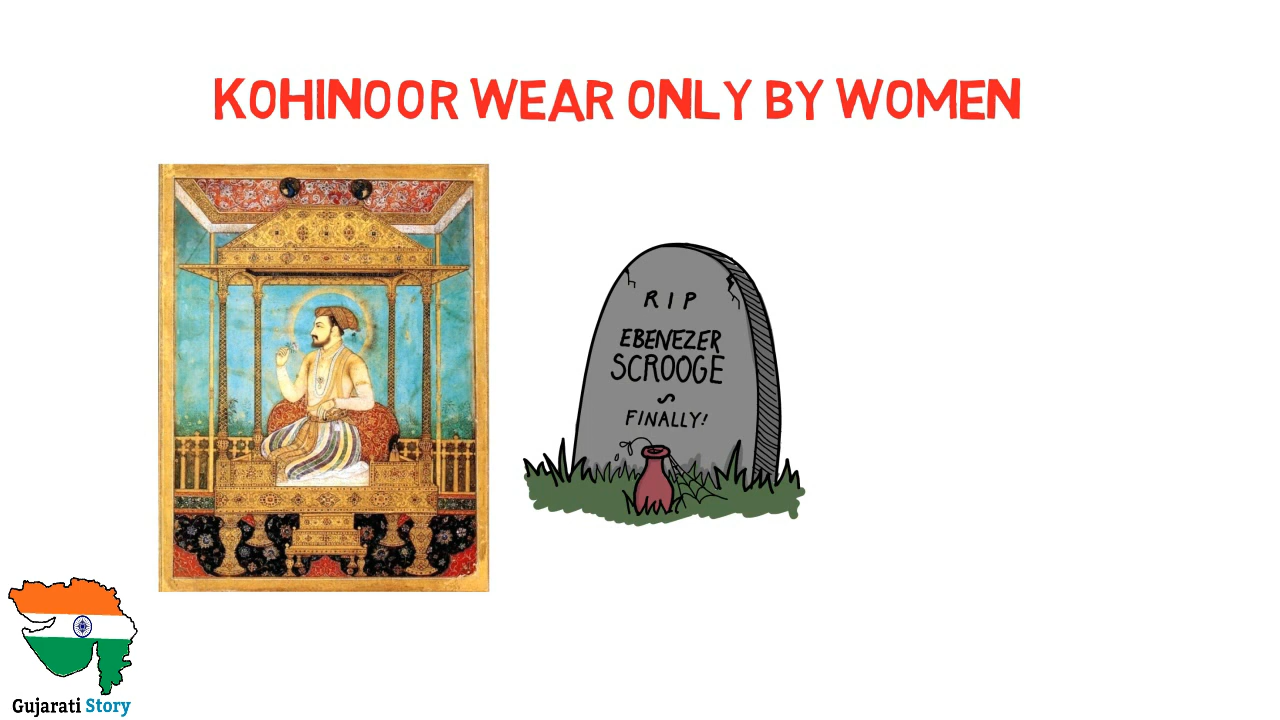 KOHINOOR WEAR ONLY BY WOMEN
RIP
EBENEZER
SCROOGE
FINALLY!
Gujarati Story